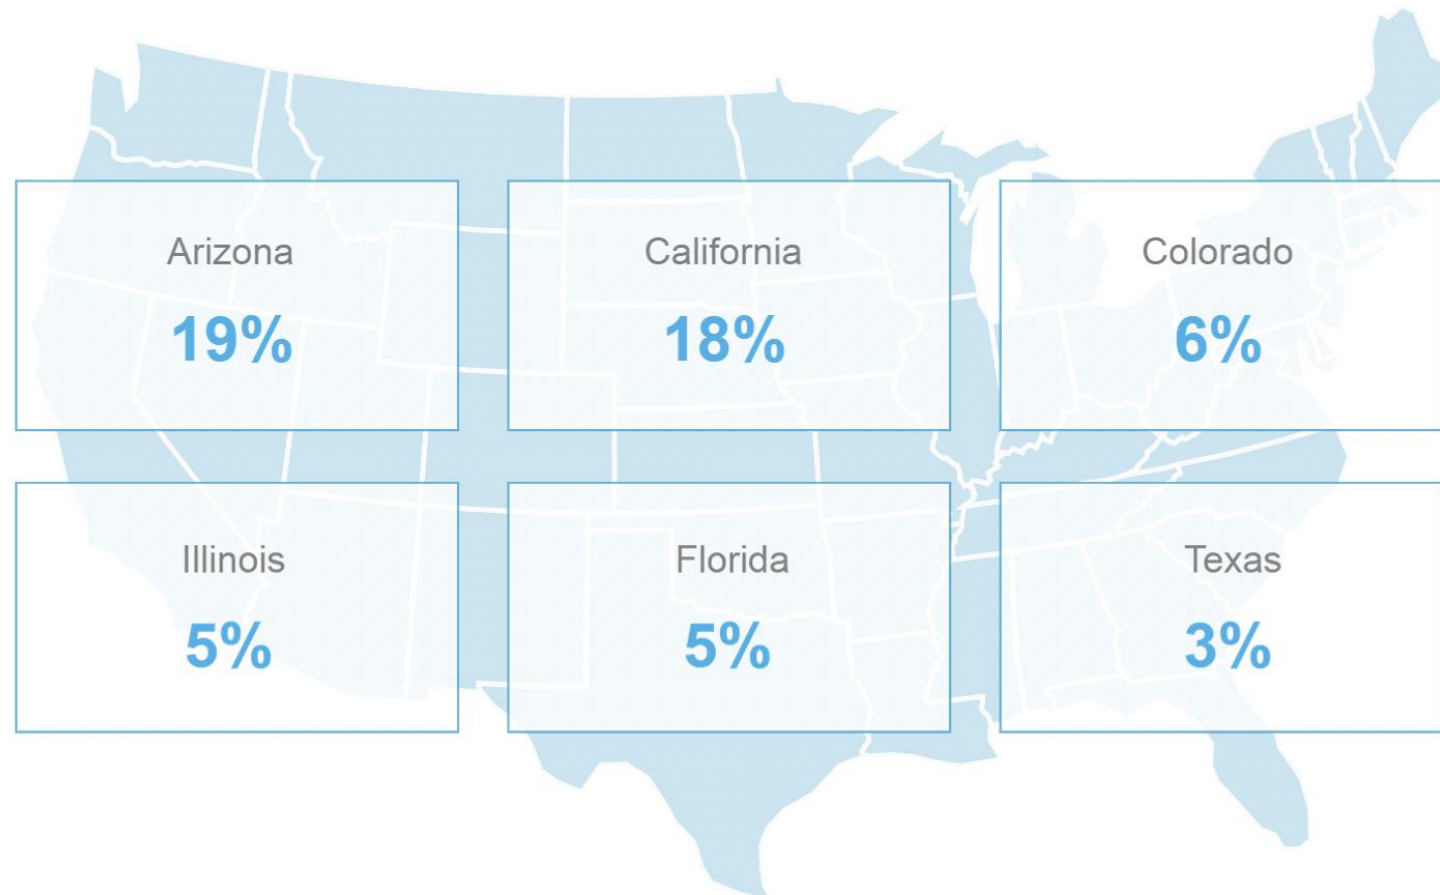 Arizona
19%
California
18%
Colorado
6%
Illinois
5%
Florida
5%
Texas
3%